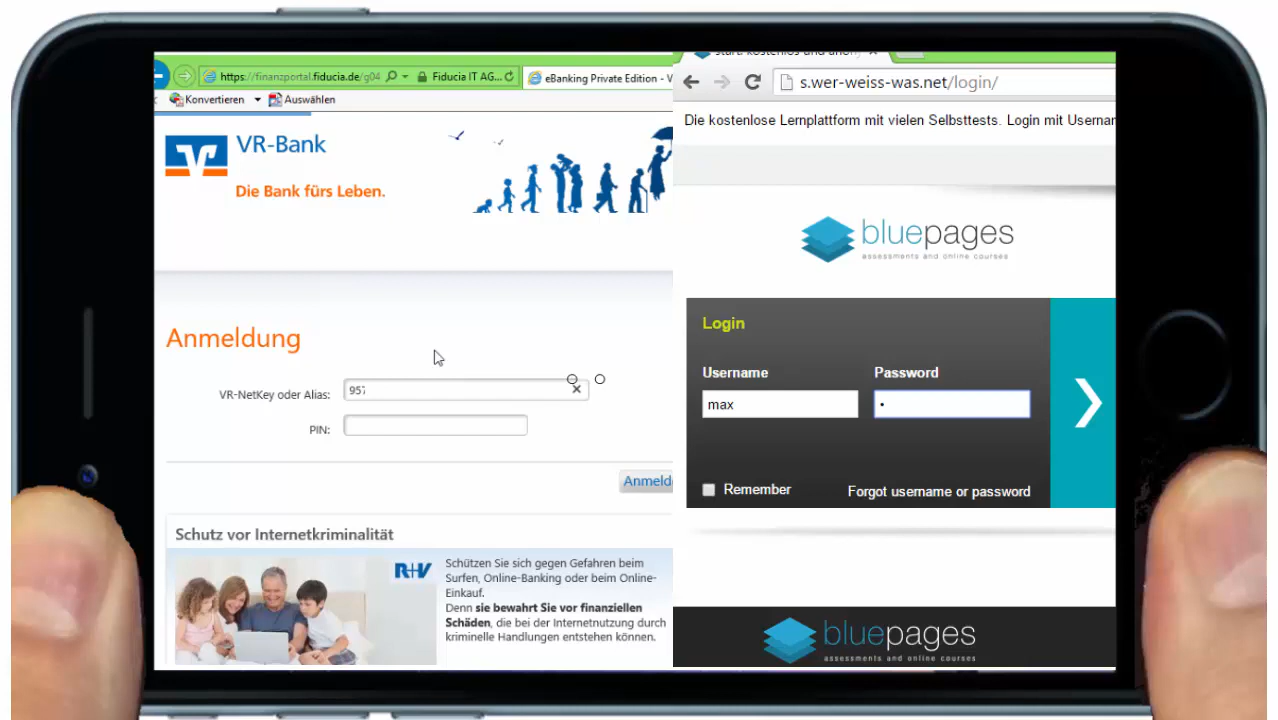 https://finanzportal.fiducia.de/g04
Fiducia IT AG...
eBanking Private Edition - V
Konvertieren
Auswählen
VR-Bank
Die Bank fürs Leben.
Anmeldung
VR-NetKey oder Alias:
957
PIN:
Anmeld
Schutz vor Internetkriminalität
R+V
Schützen Sie sich gegen Gefahren beim
Surfen, Online-Banking oder beim Online-
Einkauf.
Denn sie bewahrt Sie vor finanziellen
Schäden, die bei der Internetnutzung durch
kriminelle Handlungen entstehen können.
s.wer-weiss-was.net/login/
Die kostenlose Lernplattform mit vielen Selbsttests. Login mit Usernar
bluepages
assessments and online courses
Login
Username
Password
max
Remember
Forgot username or password
bluepages
assessments and online courses